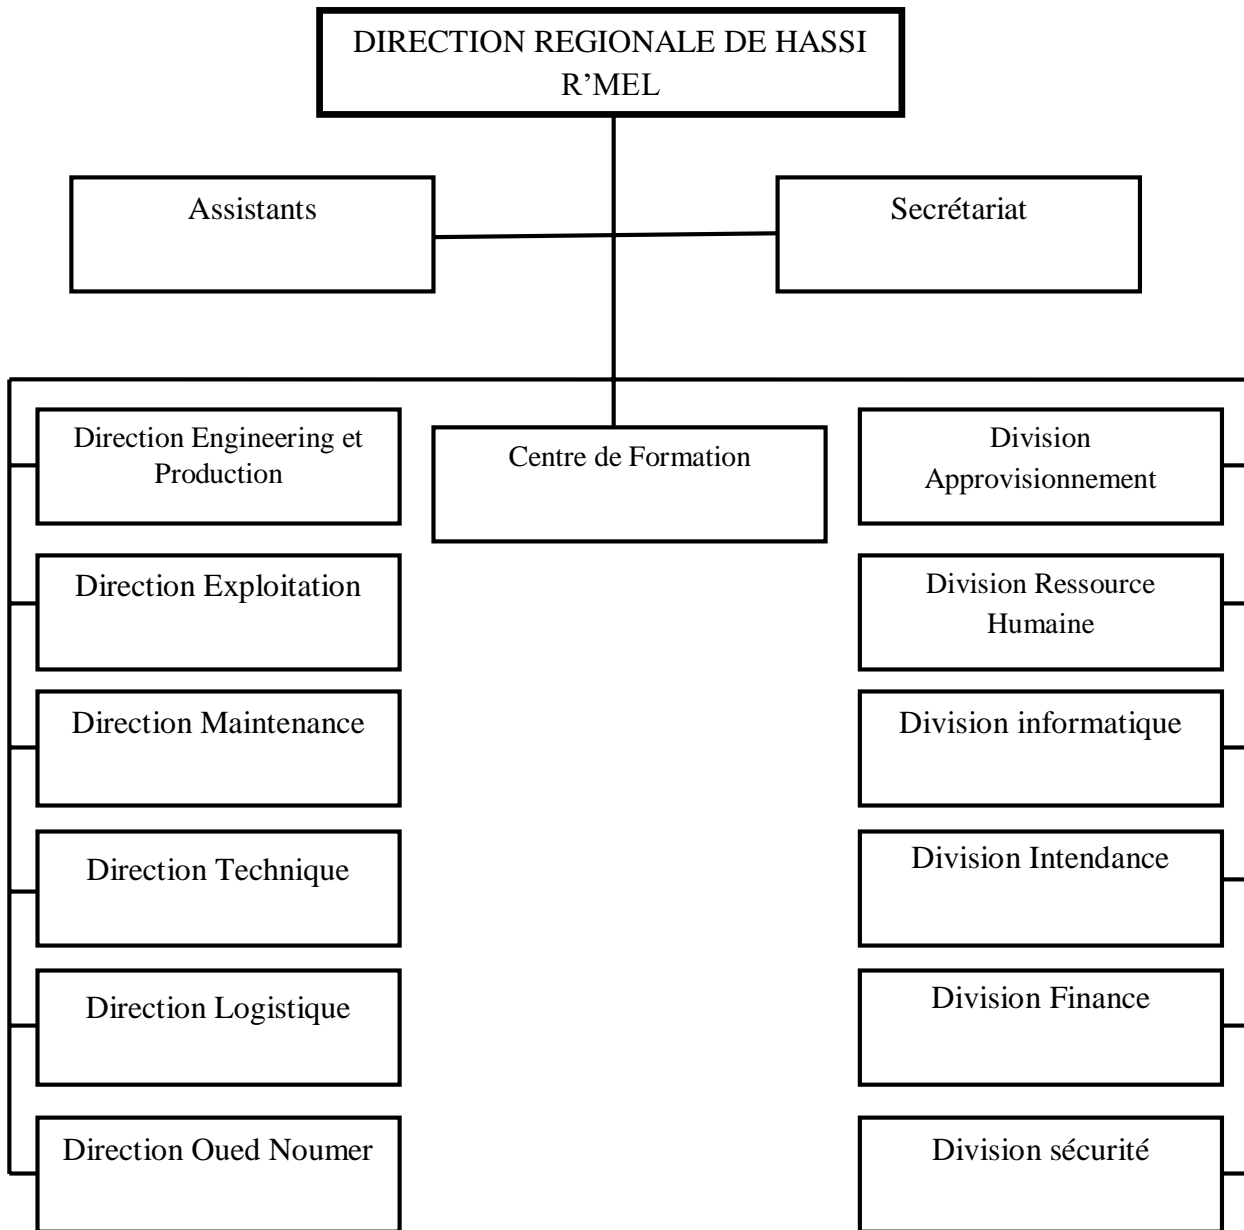 DIRECTION REGIONALE DE HASSI
R’MEL
Assistants
Secrétariat
Direction Engineering et
Production
Centre de Formation
Division
Approvisionnement
Direction Exploitation
Division Ressource
Humaine
Direction Maintenance
Division informatique
Direction Technique
Division Intendance
Direction Logistique
Division Finance
Direction Oued Noumer
Division sécurité